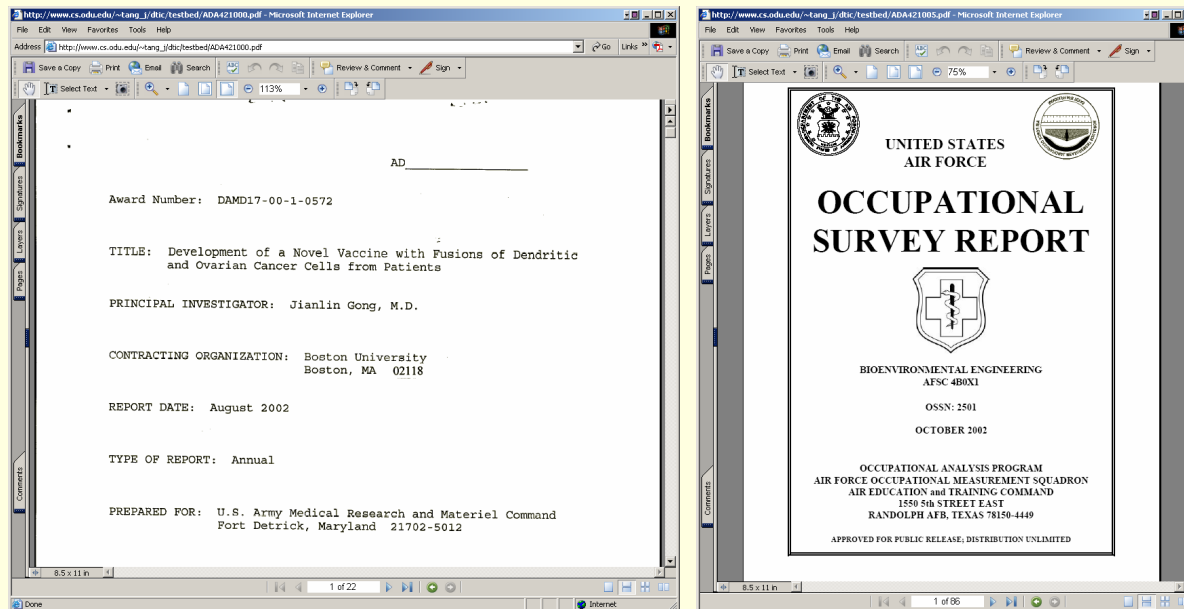 http://www.cs.odu.edu/~tang_j/dtic/testbed/ADA421000.pdf - Microsoft Internet Explorer
File Edit View Favorites Tools Help
Address http://www.cs.odu.edu/~tang_j/dtic/testbed/ADA421000.pdf Go Links »
Save a Copy Print Email Search Review & Comment Sign
Select Text 113%
Bookmarks
Signatures
Layers
Pages
Comments
AD
Award Number: DAMD17-00-1-0572
TITLE: Development of a Novel Vaccine with Fusions of Dendritic
and Ovarian Cancer Cells from Patients
PRINCIPAL INVESTIGATOR: Jianlin Gong, M.D.
CONTRACTING ORGANIZATION: Boston University
Boston, MA 02118
REPORT DATE: August 2002
TYPE OF REPORT: Annual
PREPARED FOR: U.S. Army Medical Research and Materiel Command
Fort Detrick, Maryland 21702-5012
8.5 x 11 in
1 of 22
Done Internet
http://www.cs.odu.edu/~tang_j/dtic/testbed/ADA421005.pdf - Microsoft Internet Explorer
File Edit View Favorites Tools Help
Save a Copy Print Email Search Review & Comment Sign
Select Text 75%
Bookmarks
Signatures
Layers
Pages
Comments
UNITED STATES
AIR FORCE
OCCUPATIONAL
SURVEY REPORT
BIOENVIRONMENTAL ENGINEERING
AFSC 4B0X1
OSSN: 2501
OCTOBER 2002
OCCUPATIONAL ANALYSIS PROGRAM
AIR FORCE OCCUPATIONAL MEASUREMENT SQUADRON
AIR EDUCATION and TRAINING COMMAND
1550 5th STREET EAST
RANDOLPH AFB, TEXAS 78150-4449
APPROVED FOR PUBLIC RELEASE; DISTRIBUTION UNLIMITED
8.5 x 11 in
1 of 86